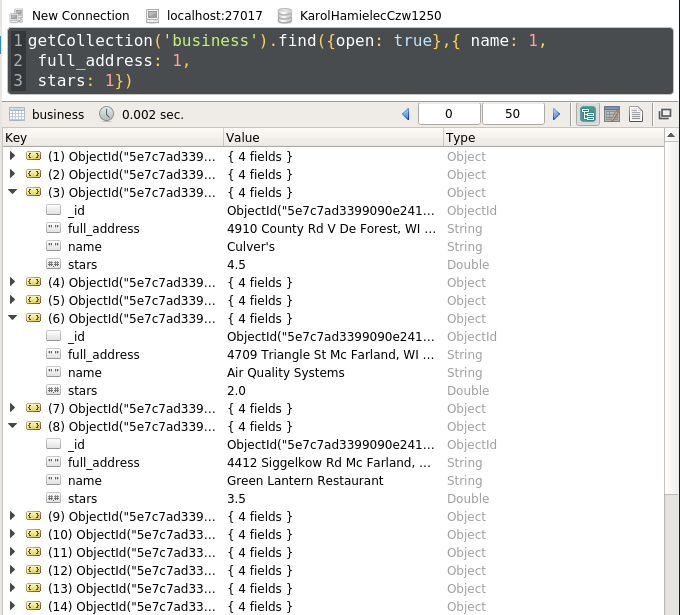 New Connection localhost:27017 KarolHamielecCzw1250
1 getCollection('business').find({open: true},{ name: 1,
2 full_address: 1,
3 stars: 1})
business 0.002 sec. 0 50
Key Value Type
(1) ObjectId("5e7c7ad339... { 4 fields } Object
(2) ObjectId("5e7c7ad339... { 4 fields } Object
(3) ObjectId("5e7c7ad339... { 4 fields } Object
_id ObjectId("5e7c7ad3399090e241... ObjectId
" " full_address 4910 County Rd V De Forest, WI ... String
" " name Culver's String
#.# stars 4.5 Double
(4) ObjectId("5e7c7ad339... { 4 fields } Object
(5) ObjectId("5e7c7ad339... { 4 fields } Object
(6) ObjectId("5e7c7ad339... { 4 fields } Object
_id ObjectId("5e7c7ad3399090e241... ObjectId
" " full_address 4709 Triangle St Mc Farland, WI ... String
" " name Air Quality Systems String
#.# stars 2.0 Double
(7) ObjectId("5e7c7ad339... { 4 fields } Object
(8) ObjectId("5e7c7ad339... { 4 fields } Object
_id ObjectId("5e7c7ad3399090e241... ObjectId
" " full_address 4412 Siggelkow Rd Mc Farland, ... String
" " name Green Lantern Restaurant String
#.# stars 3.5 Double
(9) ObjectId("5e7c7ad339... { 4 fields } Object
(10) ObjectId("5e7c7ad33... { 4 fields } Object
(11) ObjectId("5e7c7ad33... { 4 fields } Object
(12) ObjectId("5e7c7ad33... { 4 fields } Object
(13) ObjectId("5e7c7ad33... { 4 fields } Object
(14) ObjectId("5e7c7ad33... { 4 fields } Object